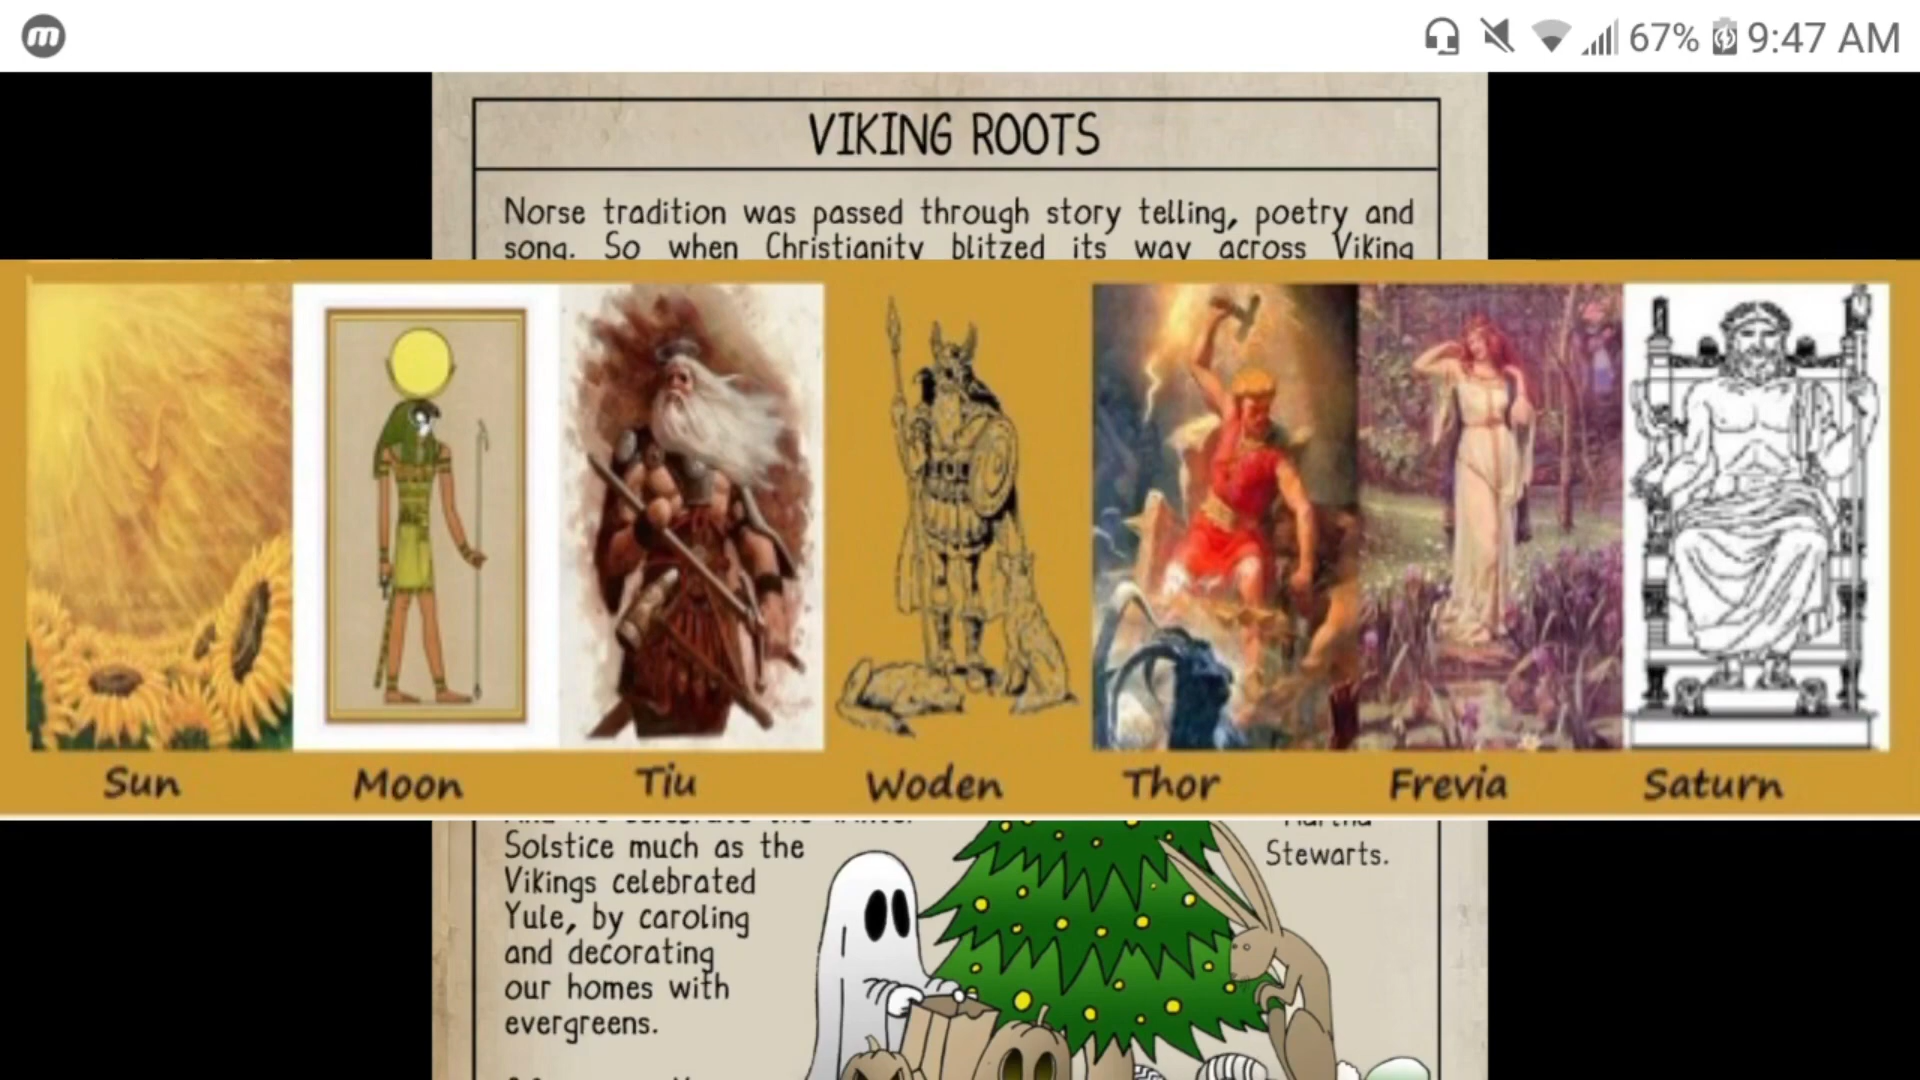 67% 9:47 AM
VIKING ROOTS
Norse tradition was passed through story telling, poetry and
song. So when Christianity blitzed its way across Viking
Sun Moon Tiu Woden Thor Frevia Saturn
Martha
Stewarts.
Solstice much as the
Vikings celebrated
Yule, by caroling
and decorating
our homes with
evergreens.